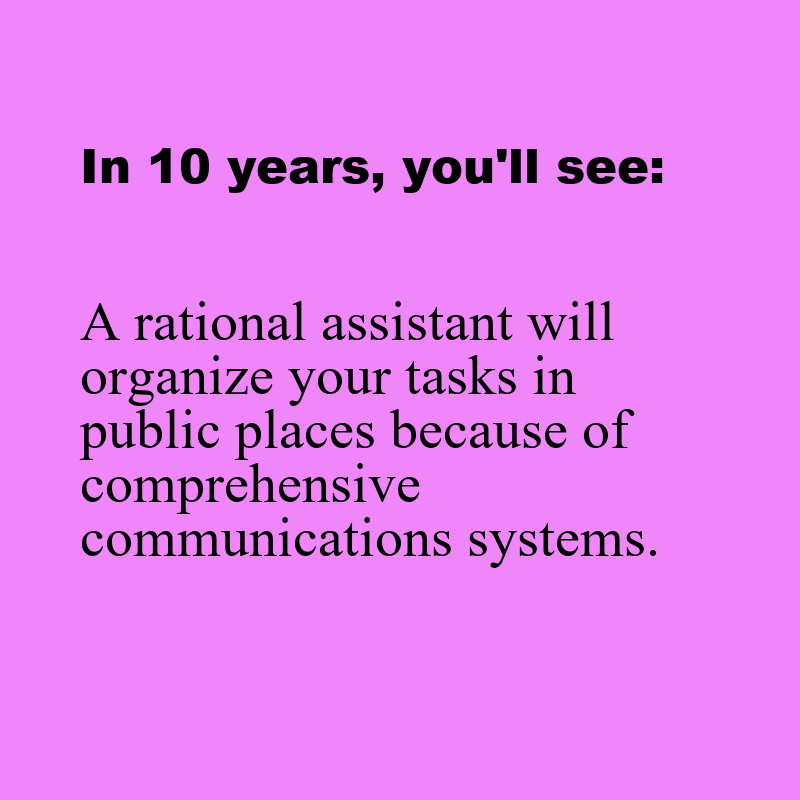 In 10 years, you'll see:
A rational assistant will
organize your tasks in
public places because of
comprehensive
communications systems.